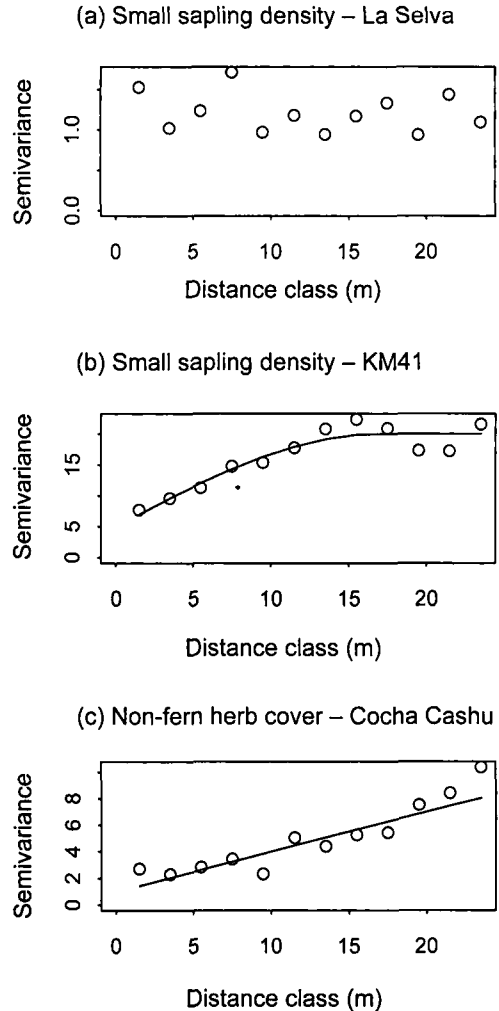 (a) Small sapling density – La Selva
Semivariance
0.0 1.0
0 5 10 15 20
Distance class (m)
(b) Small sapling density – KM41
Semivariance
0 5 15
0 5 10 15 20
Distance class (m)
(c) Non-fern herb cover – Cocha Cashu
Semivariance
0 2 4 6 8
0 5 10 15 20
Distance class (m)